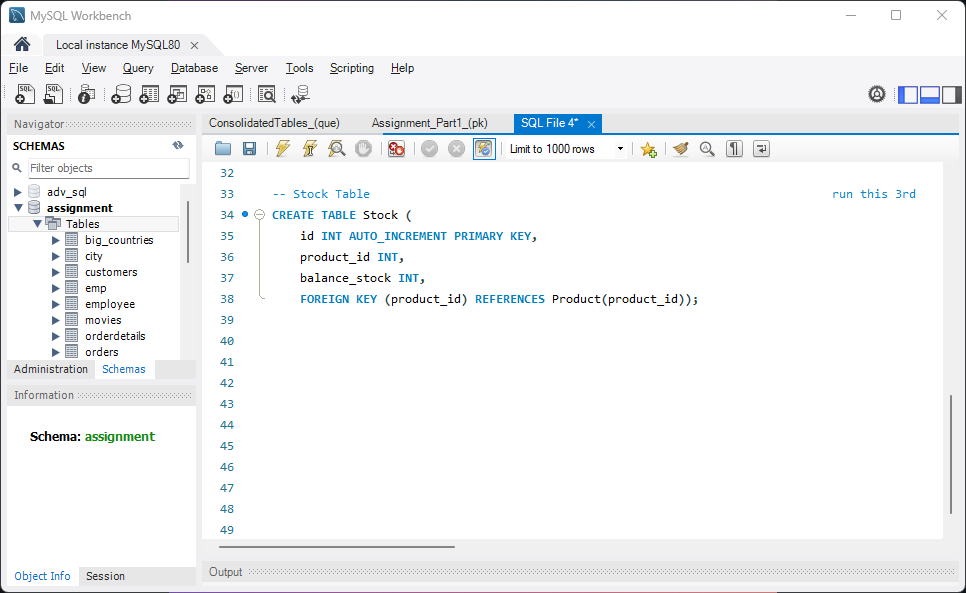 MySQL Workbench
Local instance MySQL80
File Edit View Query Database Server Tools Scripting Help
Navigator
SCHEMAS
Filter objects
adv_sql
assignment
Tables
big_countries
city
customers
emp
employee
movies
orderdetails
orders
Administration Schemas
Information
Schema: assignment
Object Info Session
ConsolidatedTables_(que) Assignment_Part1_(pk) SQL File 4*
Limit to 1000 rows
32
33 -- Stock Table run this 3rd
34 CREATE TABLE Stock (
35 id INT AUTO_INCREMENT PRIMARY KEY,
36 product_id INT,
37 balance_stock INT,
38 FOREIGN KEY (product_id) REFERENCES Product(product_id));
39
40
41
42
43
44
45
46
47
48
49
Output